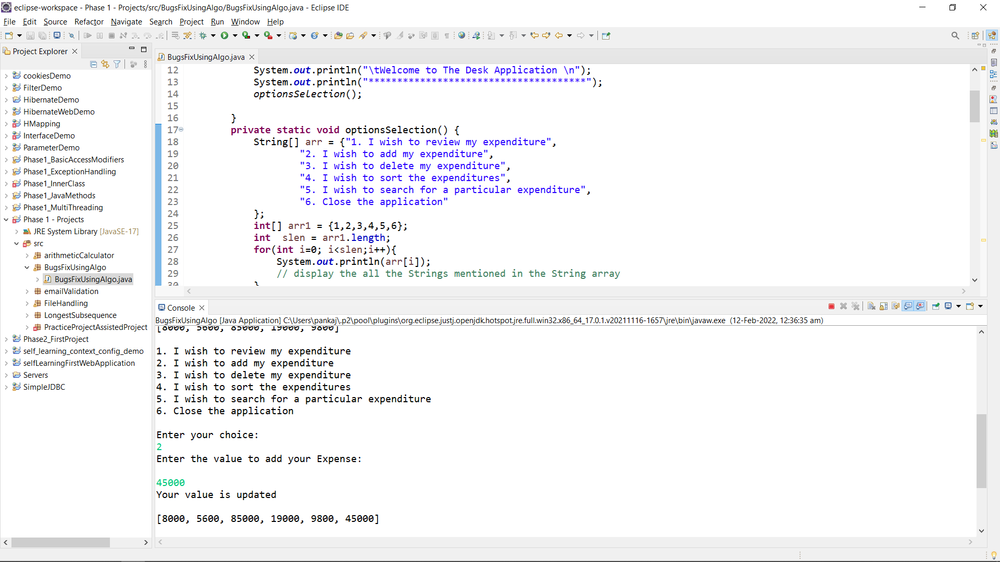 eclipse-workspace - Phase 1 - Projects/src/BugsFixUsingAlgo/BugsFixUsingAlgo.java - Eclipse IDE
File Edit Source Refactor Navigate Search Project Run Window Help
Project Explorer
cookiesDemo
FilterDemo
HibernateDemo
HibernateWebDemo
HMapping
InterfaceDemo
ParameterDemo
Phase1_BasicAccessModifiers
Phase1_ExceptionHandling
Phase1_InnerClass
Phase1_JavaMethods
Phase1_MultiThreading
Phase 1 - Projects
JRE System Library [JavaSE-17]
src
arithmeticCalculator
BugsFixUsingAlgo
BugsFixUsingAlgo.java
emailValidation
FileHandling
LongestSubsequence
PracticeProjectAssistedProject
Phase2_FirstProject
self_learning_context_config_demo
selfLearningFirstWebApplication
Servers
SimpleJDBC
BugsFixUsingAlgo.java
12 System.out.println("\tWelcome to The Desk Application \n");
13 System.out.println("**************************************");
14 optionsSelection();
15
16 }
17 private static void optionsSelection() {
18 String[] arr = {"1. I wish to review my expenditure",
19 "2. I wish to add my expenditure",
20 "3. I wish to delete my expenditure",
21 "4. I wish to sort the expenditures",
22 "5. I wish to search for a particular expenditure",
23 "6. Close the application"
24 };
25 int[] arr1 = {1,2,3,4,5,6};
26 int  slen = arr1.length;
27 for(int i=0; i<slen;i++){
28 System.out.println(arr[i]);
29 // display the all the Strings mentioned in the String array
30 }
Console
BugsFixUsingAlgo [Java Application] C:\Users\pankaj\.p2\pool\plugins\org.eclipse.justj.openjdk.hotspot.jre.full.win32.x86_64_17.0.1.v20211116-1657\jre\bin\javaw.exe (12-Feb-2022, 12:36:35 am)
[8000, 5600, 85000, 19000, 9800]
1. I wish to review my expenditure
2. I wish to add my expenditure
3. I wish to delete my expenditure
4. I wish to sort the expenditures
5. I wish to search for a particular expenditure
6. Close the application
Enter your choice:
2
Enter the value to add your Expense:
45000
Your value is updated
[8000, 5600, 85000, 19000, 9800, 45000]